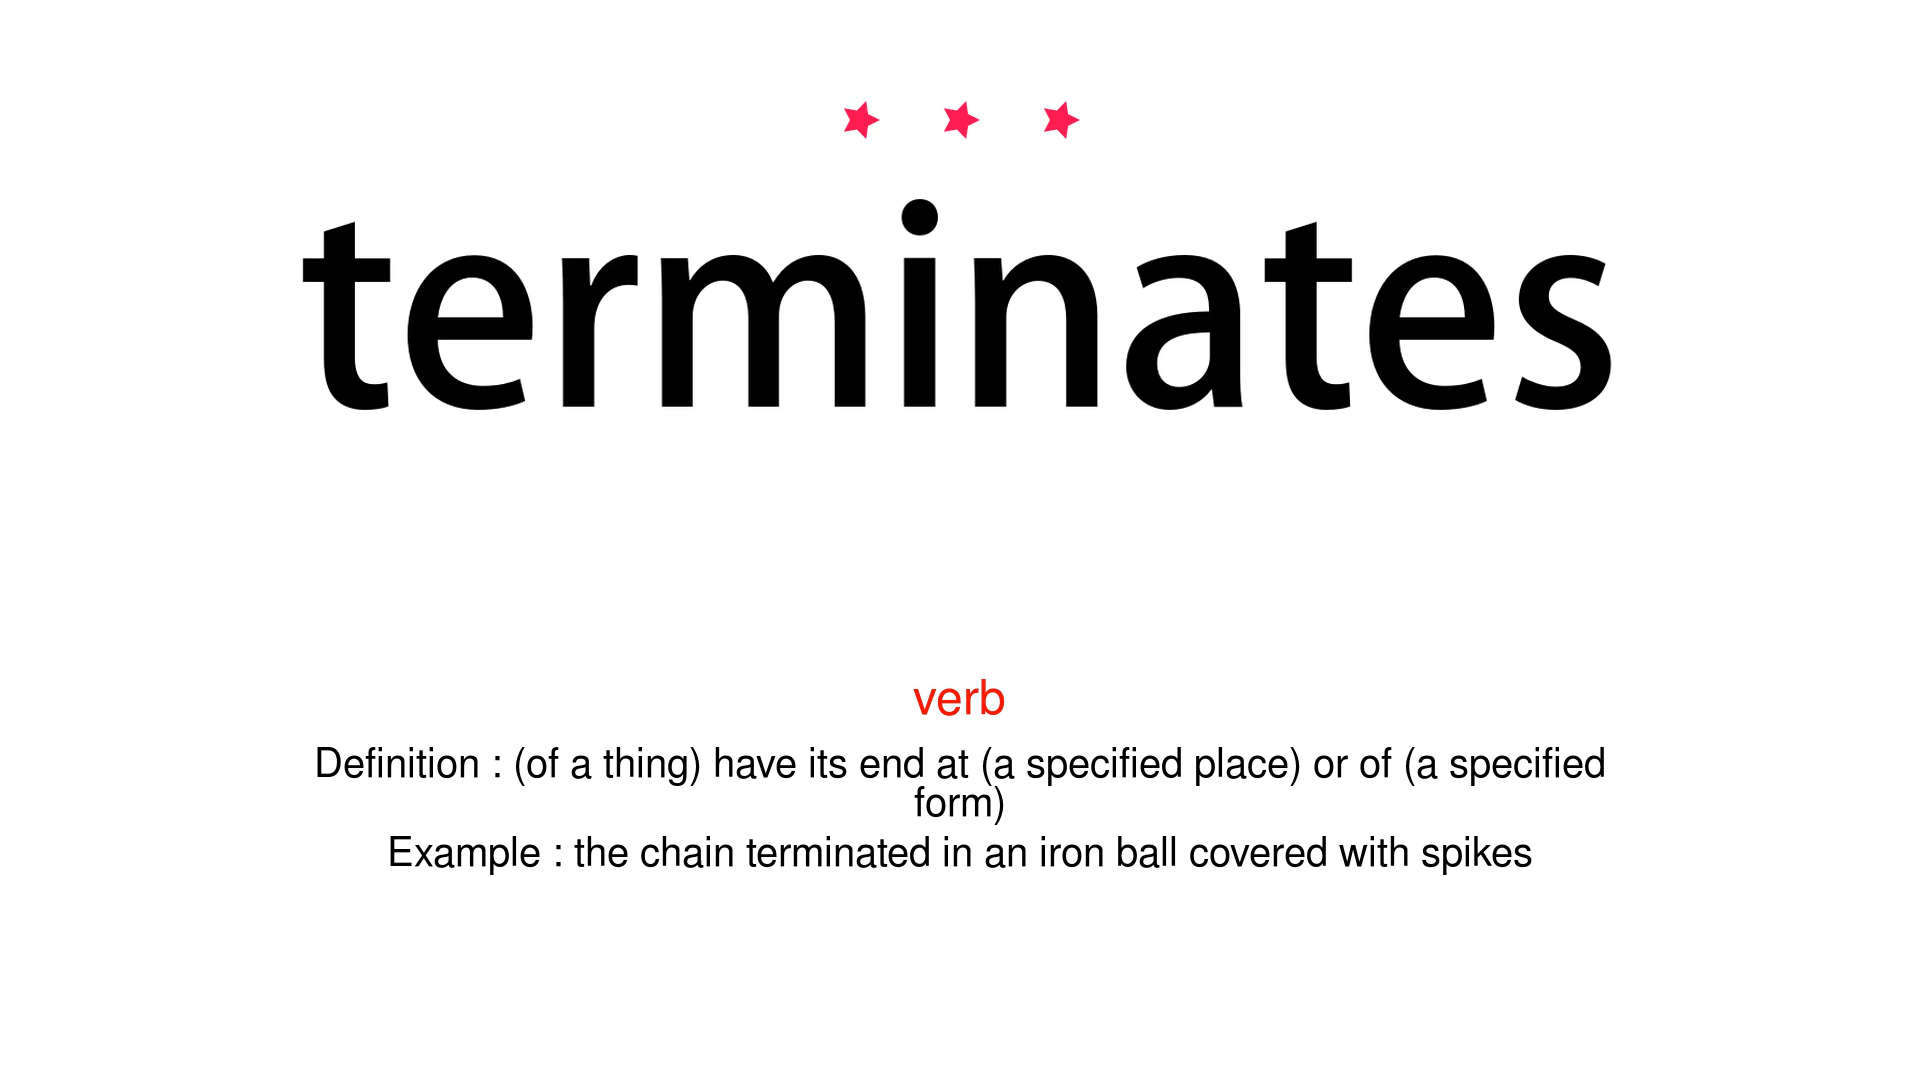 terminates
verb
Definition : (of a thing) have its end at (a specified place) or of (a specified
form)
Example : the chain terminated in an iron ball covered with spikes